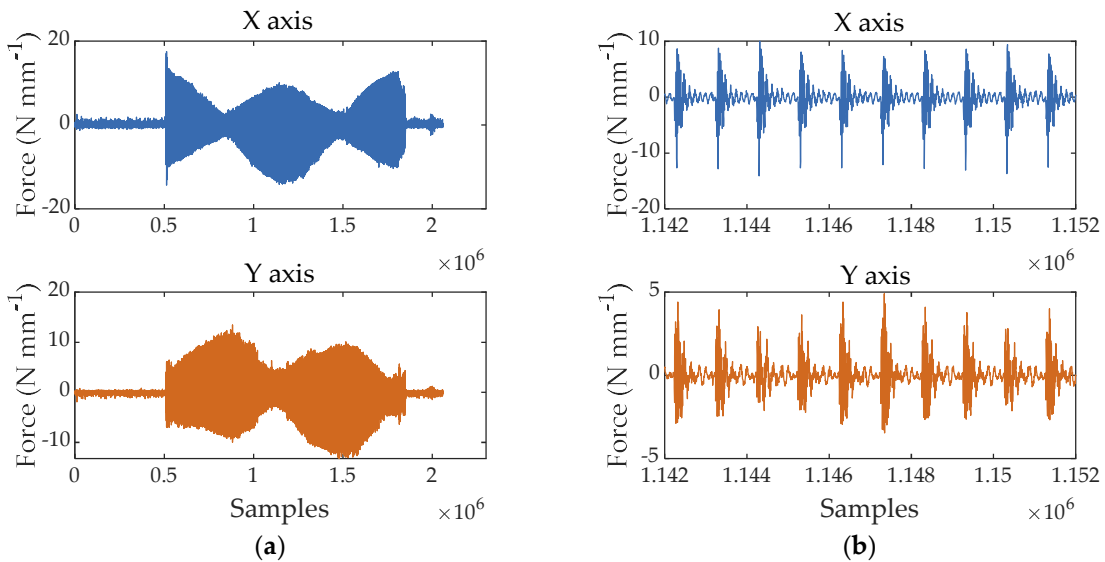 X axis
Force (N mm-1)
20
0
-20
0 0.5 1 1.5 2
×10^6
Y axis
Force (N mm-1)
20
10
0
-10
0 0.5 1 1.5 2
×10^6
Samples
(a)
X axis
Force (N mm-1)
10
0
-10
-20
1.142 1.144 1.146 1.148 1.15 1.152
×10^6
Y axis
Force (N mm-1)
5
0
-5
1.142 1.144 1.146 1.148 1.15 1.152
×10^6
Samples
(b)